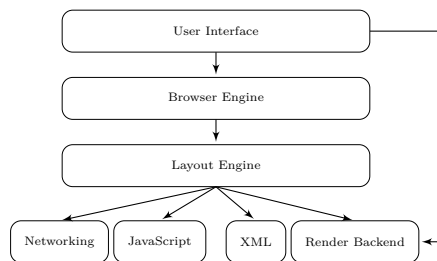 User Interface
Browser Engine
Layout Engine
Networking
JavaScript
XML
Render Backend